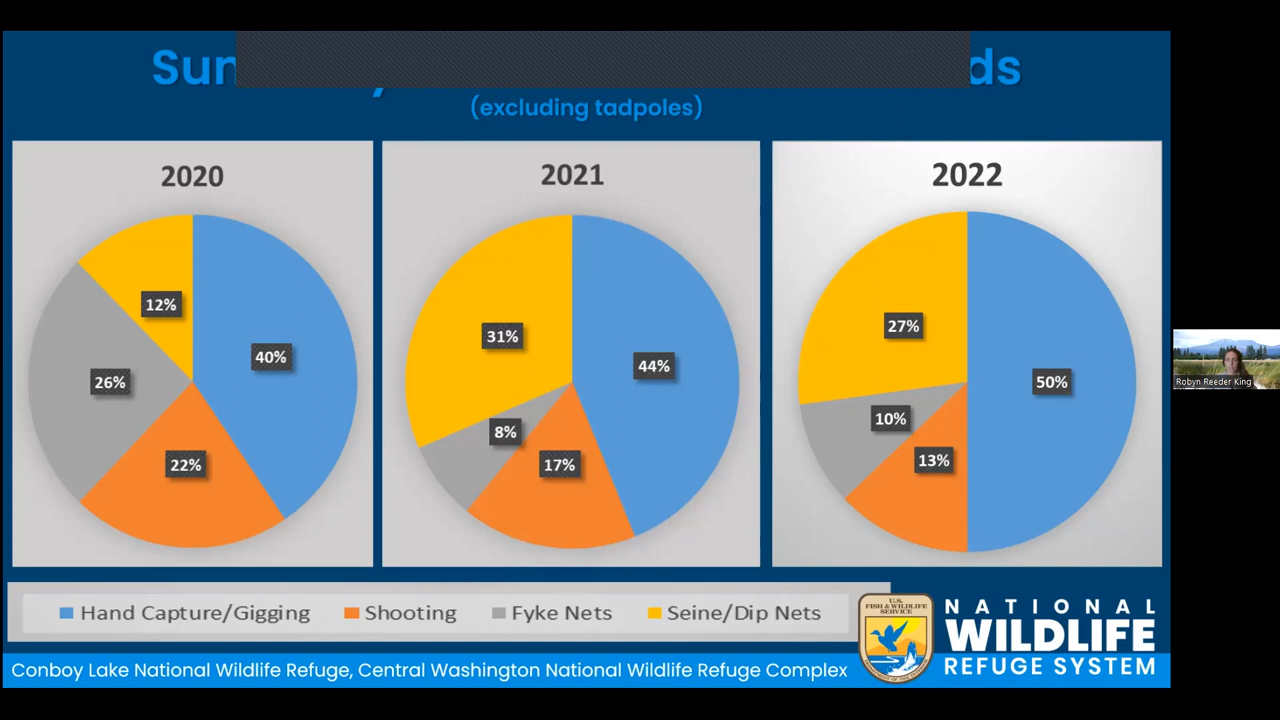 Sum ds
(excluding tadpoles)
2020
2021
2022
12%
40%
26%
22%
31%
44%
8%
17%
27%
50%
10%
13%
Hand Capture/Gigging Shooting Fyke Nets Seine/Dip Nets
Conboy Lake National Wildlife Refuge, Central Washington National Wildlife Refuge Complex
U.S.
FISH & WILDLIFE
SERVICE
NATIONAL
WILDLIFE
REFUGE SYSTEM
Robyn Reeder King